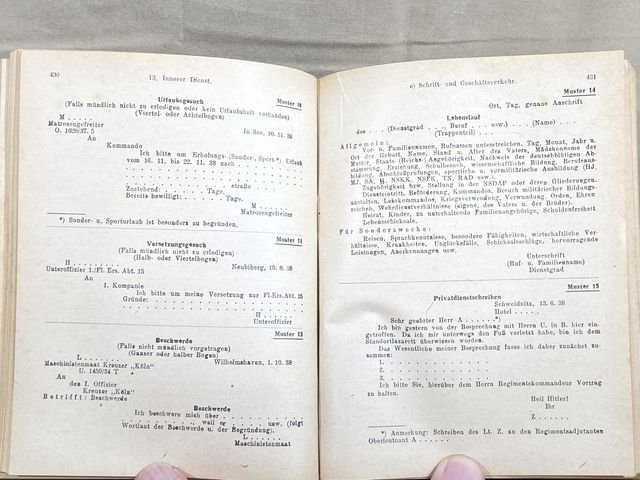 430
13. Innerer Dienst.
Urlaubsgesuch
Muster 10
(Falls mündlich nicht zu erledigen oder kein Urlaubsheft vorhanden)
(Viertel- oder Achtelbogen)
M . . . . .
Matrosengefreiter
O. 1628/37. S
In See, 10. 11. 38
An
Kommando
Ich bitte um Erholungs- (Sonder-, Sport-*) Urlaub
vom 16. 11. bis 22. 11. 38 nach
straße
Zustehend: . . . . . Tage.
Bereits bewilligt: . . . . Tage.
M . . . .
Matrosengefreiter
*) Sonder- u. Sporturlaub ist besonders zu begründen.
Muster 11
Versetzungsgesuch
(Falls mündlich nicht zu erledigen)
(Halb- oder Viertelbogen)
H . . . . .
Unteroffizier 1./Fl. Ers. Abt. 15
Neubiberg, 10. 8. 38
An
1. Kompanie
Ich bitte um meine Versetzung zur Fl.Ers.Abt.
Gründe:
H . . . . .
Unteroffizier
Muster 13
Beschwerde
(Falls nicht mündlich vorgetragen)
(Ganzer oder halber Bogen)
L . . . . .
Wilhelmshaven, 1. 10. 38
Maschinistenmaat Kreuzer „Köln"
U. 1450/34 T
An
den I. Offizier
Kreuzer „Köln"
Betrifft: Beschwerde
Beschwerde
Ich beschwere mich über
weil er . . . . . usw. (folgt
Wortlaut der Beschwerde u. der Begründung).
L . . . . .
Maschinistenmaat
e) Schrift- und Geschäftsverkehr.
431
Muster 14
Ort, Tag, genaue Anschrift
Lebenslauf
des . . . . (Dienstgrad . . . Beruf . . . usw.) . . . . (Name)
(Truppenteil)
Allgemein:
Vor- u. Familiennamen, Rufnamen unterstreichen, Tag, Monat, Jahr u.
Ort der Geburt, Name, Stand u. Alter des Vaters, Mädchenname der
Mutter, Staats- (Reichs-) Angehörigkeit, Nachweis der deutschblütigen Ab-
stammung, Erziehung, Schulbesuch, wissenschaftliche Bildung, Berufsaus-
bildung, Abschlußprüfungen, sportliche u. vormilitärische Ausbildung (HJ,
MJ, SA, ᛋᛋ, NSKK, NSFK, TN, RAD usw.).
Zugehörigkeit bzw. Stellung in der NSDAP oder deren Gliederungen.
Diensteintritt, Beförderung, Kommandos, Besuch militärischer Bildungs-
anstalten, Lehrkommandos, Kriegsverwendung, Verwundung, Orden, Ehren
zeichen, Wehrdienstverhältnisse (eigene, des Vaters u. der Brüder).
Heirat, Kinder, zu unterhaltende Familienangehörige, Schuldenfreiheit
Lebensschicksale.
Für Sonderzwecke:
Reisen, Sprachkenntnisse, besondere Fähigkeiten, wirtschaftliche Ver-
hältnisse, Krankheiten, Unglücksfälle, Schicksalsschläge, hervorragende
Leistungen, Anerkennungen usw.
Unterschrift
(Ruf- u. Familienname)
Dienstgrad
Muster 15
Privatdienstschreiben
Schweidnitz, 13. 6. 38
Hotel . . . . .
Sehr geehrter Herr A . . . . . .*)
Ich bin gestern von der Besprechung mit Herrn U. in B. hier ein-
getroffen. Da ich mir unterwegs den Fuß verletzt habe, bin ich dem
Standortlazarett überwiesen worden.
Das Wesentliche meiner Besprechung fasse ich daher zunächst zu-
sammen:
1. . . . . . . . . .
2. . . . . . . . . .
3. . . . . . . . . .
Ich bitte Sie, hierüber dem Herrn Regimentskommandeur Vortrag
zu halten.
Heil Hitler!
Ihr
Z . . . . . .
*) Anmerkung: Schreiben des Lt. Z. an den Regimentsadjutanten
Oberleutnant A . . . . . .